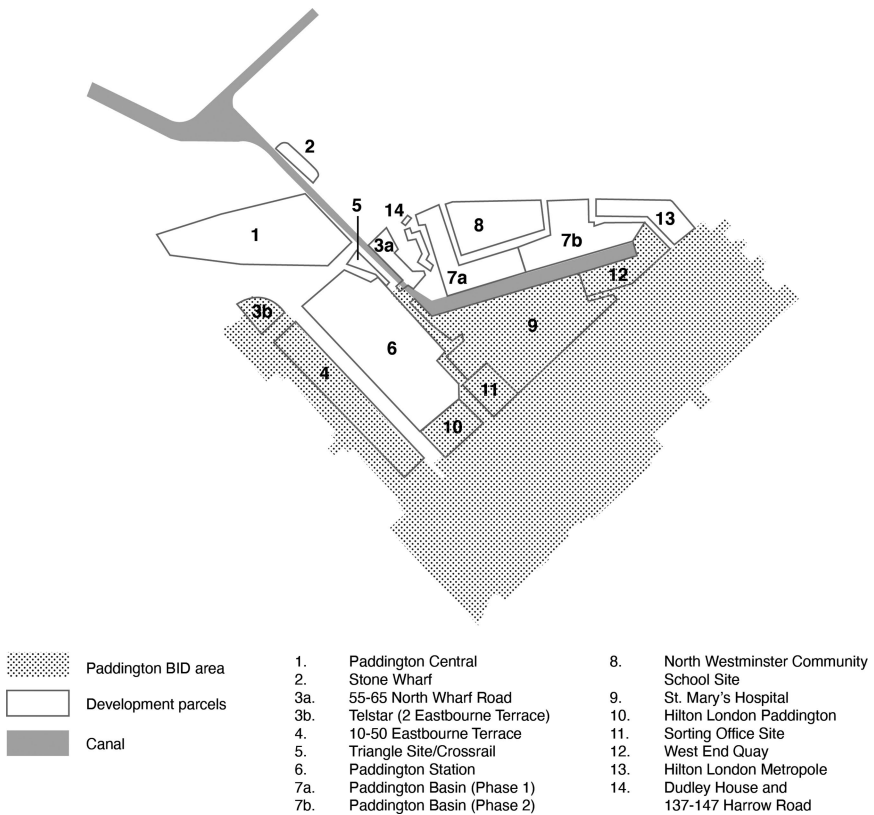 2
5
14
13
1
8
3a
7b
7a
12
3b
9
6
4
11
10
Paddington BID area
Development parcels
Canal
1. Paddington Central
2. Stone Wharf
3a. 55-65 North Wharf Road
3b. Telstar (2 Eastbourne Terrace)
4. 10-50 Eastbourne Terrace
5. Triangle Site/Crossrail
6. Paddington Station
7a. Paddington Basin (Phase 1)
7b. Paddington Basin (Phase 2)
8. North Westminster Community
School Site
9. St. Mary's Hospital
10. Hilton London Paddington
11. Sorting Office Site
12. West End Quay
13. Hilton London Metropole
14. Dudley House and
137-147 Harrow Road